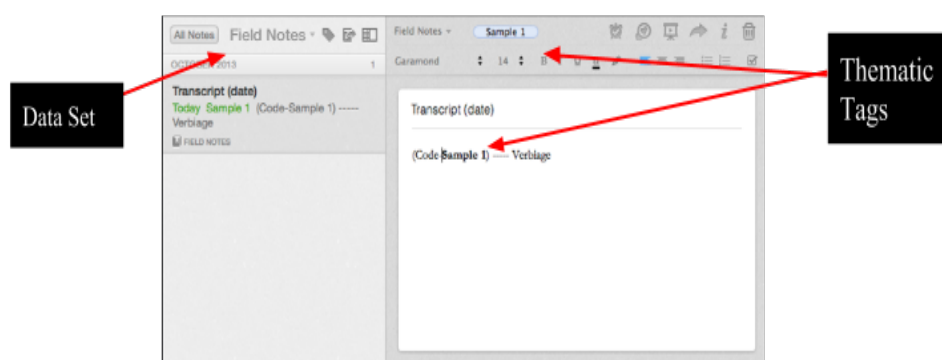 Data Set
All Notes Field Notes
OCTOBER 2013 1
Transcript (date)
Today Sample 1 (Code-Sample 1) -----
Verbiage
FIELD NOTES
Field Notes Sample 1
Garamond 14 B U
Transcript (date)
(Code-Sample 1) ---- Verbiage
Thematic
Tags